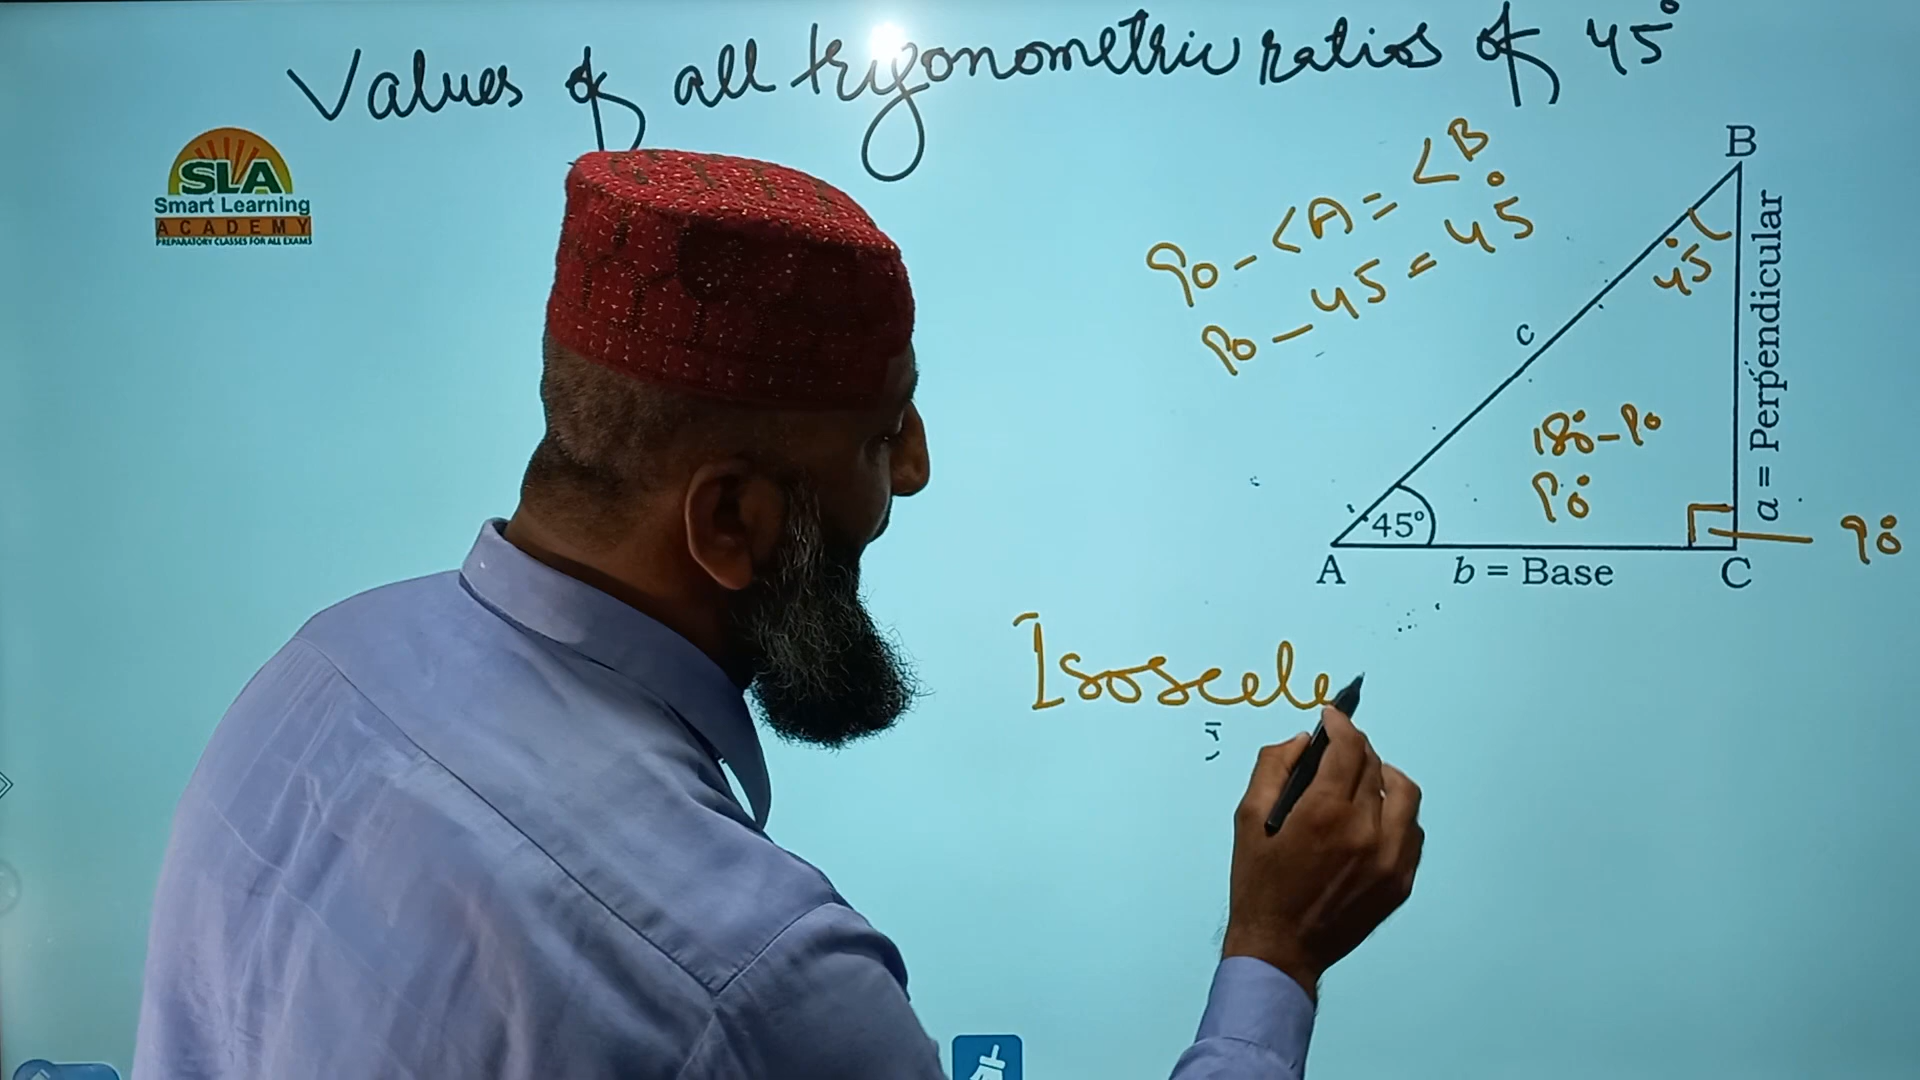 Values of all trigonometric ratios of 45°
SLA
Smart Learning
ACADEMY
PREPARATORY CLASSES FOR ALL EXAMS
90 - <A = <B
90 - 45 = 45°
B
45°
c
a = Perpendicular
180° - 90
90°
45°
90°
A
b = Base
C
Isoscele